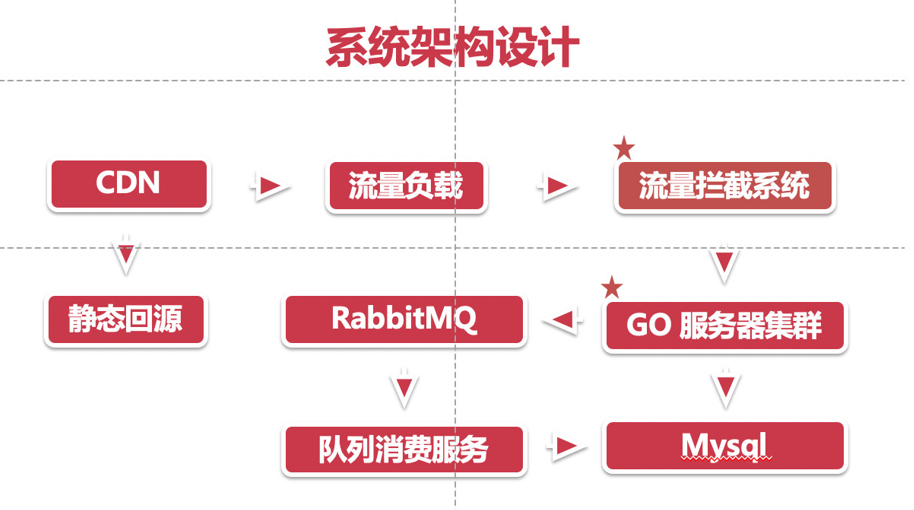 系统架构设计
CDN
流量负载
流量拦截系统
静态回源
RabbitMQ
GO 服务器集群
队列消费服务
Mysql